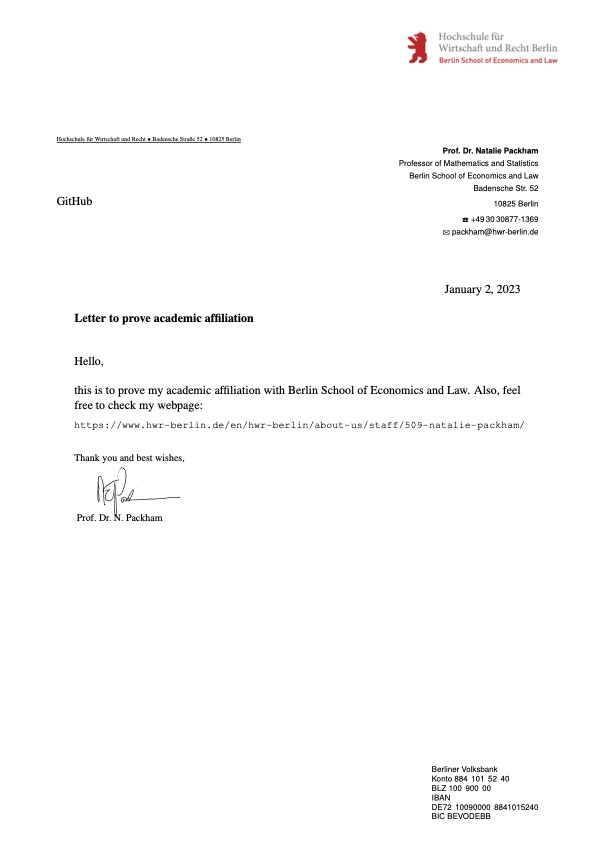 Hochschule für
Wirtschaft und Recht Berlin
Berlin School of Economics and Law
Hochschule für Wirtschaft und Recht ● Badensche Straße 52 ● 10825 Berlin
Prof. Dr. Natalie Packham
Professor of Mathematics and Statistics
Berlin School of Economics and Law
Badensche Str. 52
10825 Berlin
☎ +49 30 30877-1369
✉ packham@hwr-berlin.de
GitHub
January 2, 2023
Letter to prove academic affiliation
Hello,
this is to prove my academic affiliation with Berlin School of Economics and Law. Also, feel
free to check my webpage:
https://www.hwr-berlin.de/en/hwr-berlin/about-us/staff/509-natalie-packham/
Thank you and best wishes,
Prof. Dr. N. Packham
Berliner Volksbank
Konto 884 101 52 40
BLZ 100 900 00
IBAN
DE72 10090000 8841015240
BIC BEVODEBB